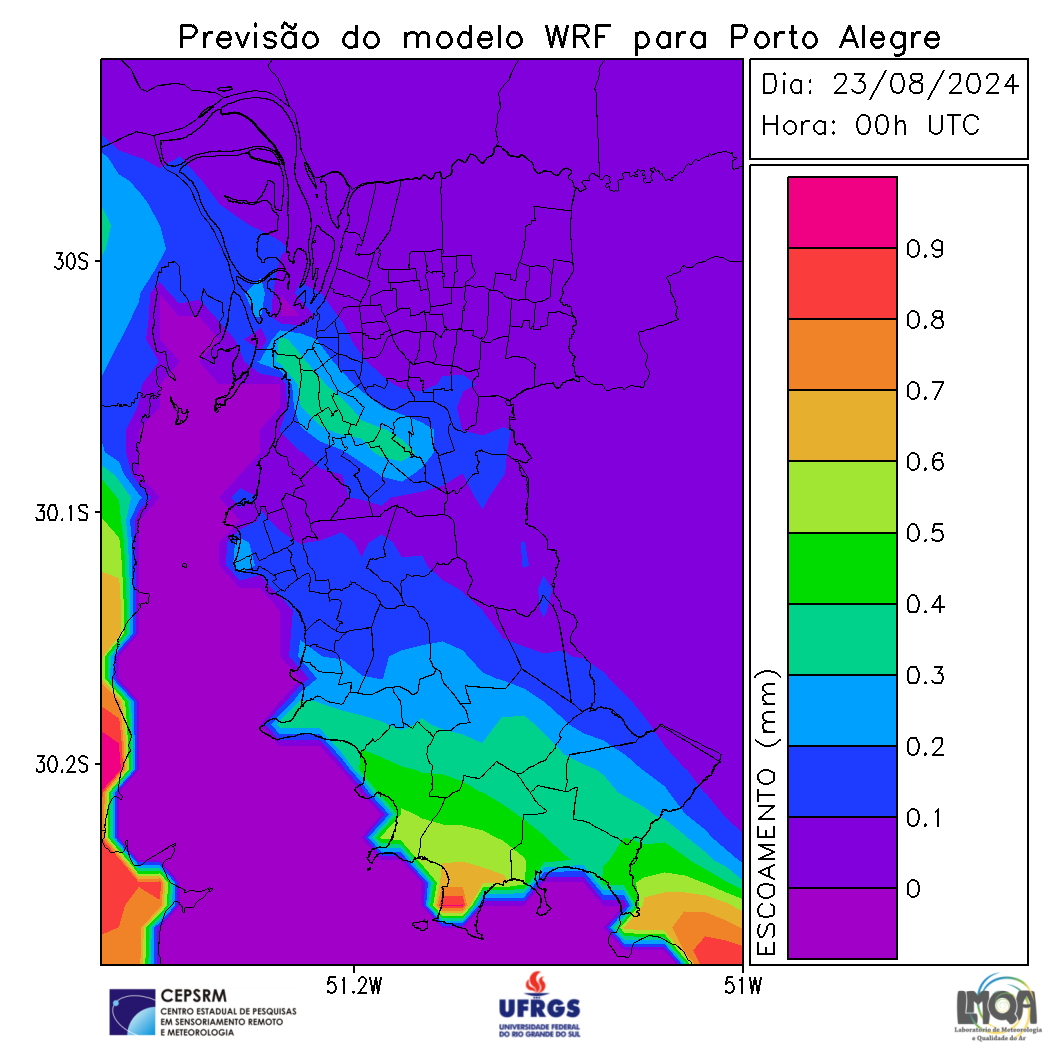 Previsão do modelo WRF para Porto Alegre
Dia: 23/08/2024
Hora: 00h UTC
30S
30.1S
30.2S
51.2W
51W
ESCOAMENTO (mm)
0.9
0.8
0.7
0.6
0.5
0.4
0.3
0.2
0.1
0
CEPSRM
CENTRO ESTADUAL DE PESQUISAS
EM SENSORIAMENTO REMOTO
E METEOROLOGIA
UFRGS
UNIVERSIDADE FEDERAL
DO RIO GRANDE DO SUL
LMQA
Laboratório de Meteorologia
e Qualidade do Ar